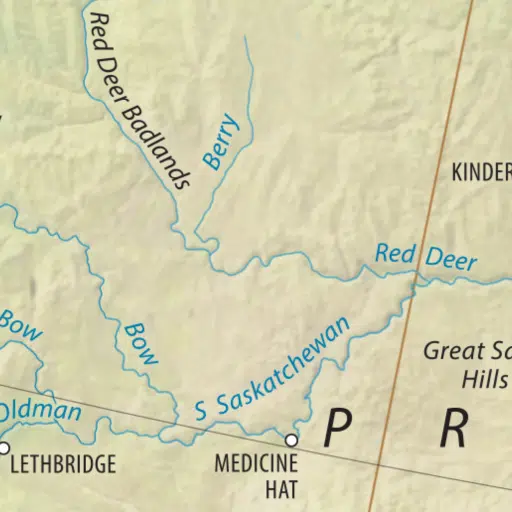 Red Deer Badlands
Berry
KINDER
Red Deer
Bow
Bow
S Saskatchewan
Great Sa
Hills
Oldman
P R
LETHBRIDGE
MEDICINE
HAT